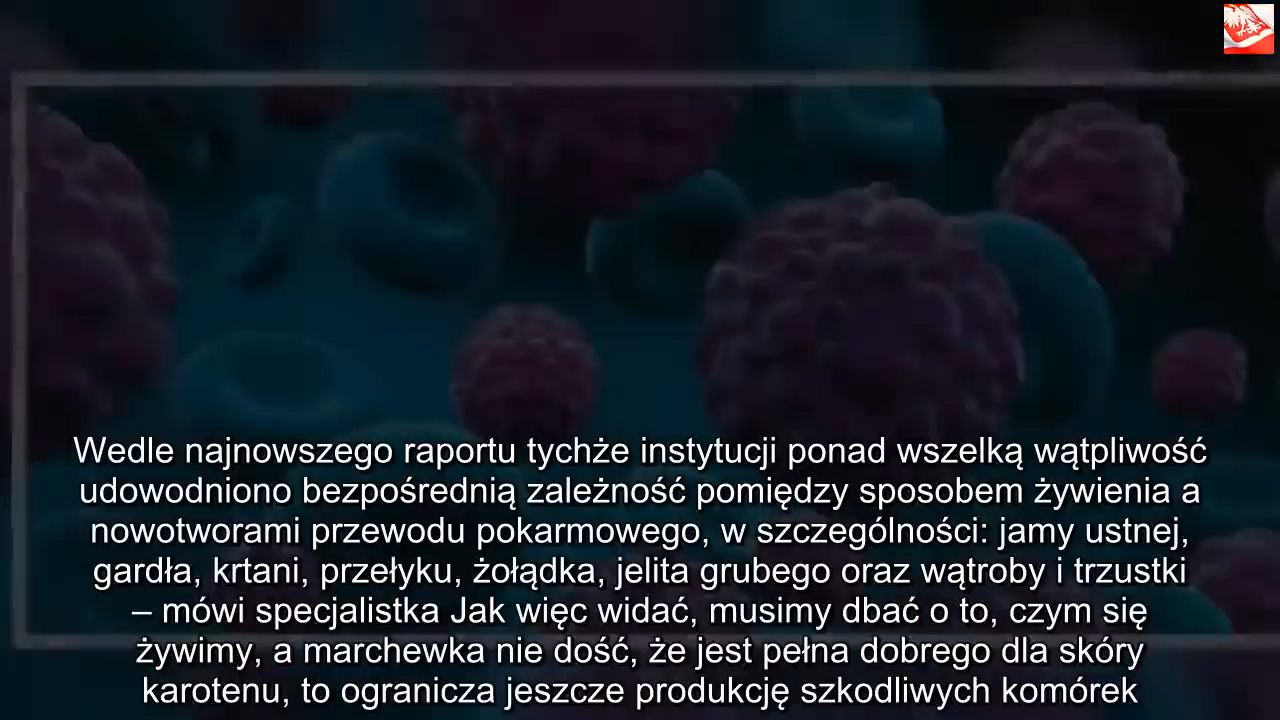 Wedle najnowszego raportu tychże instytucji ponad wszelką wątpliwość
udowodniono bezpośrednią zależność pomiędzy sposobem żywienia a
nowotworami przewodu pokarmowego, w szczególności: jamy ustnej,
gardła, krtani, przełyku, żołądka, jelita grubego oraz wątroby i trzustki
– mówi specjalistka Jak więc widać, musimy dbać o to, czym się
żywimy, a marchewka nie dość, że jest pełna dobrego dla skóry
karotenu, to ogranicza jeszcze produkcję szkodliwych komórek